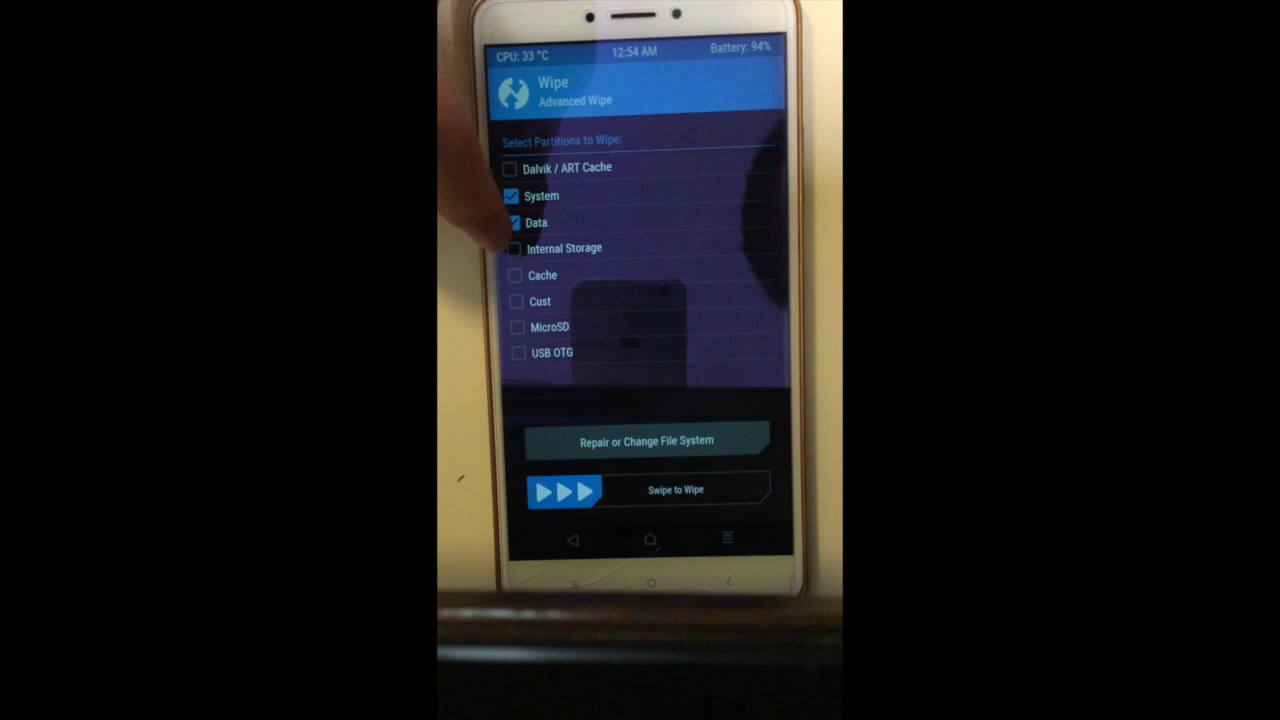 CPU: 33 °C 12:54 AM Battery: 94%
Wipe
Advanced Wipe
Select Partitions to Wipe:
Dalvik / ART Cache
System
Data
Internal Storage
Cache
Cust
MicroSD
USB OTG
Repair or Change File System
Swipe to Wipe